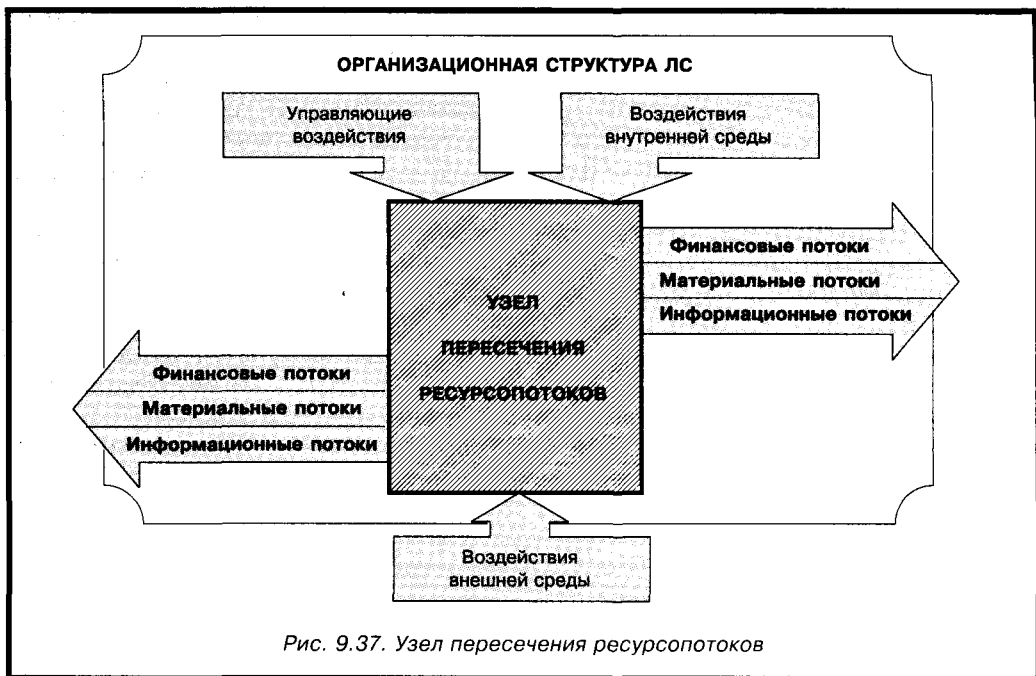 ОРГАНИЗАЦИОННАЯ СТРУКТУРА ЛС
Управляющие
воздействия
Воздействия
внутренней среды
Финансовые потоки
Материальные потоки
Информационные потоки
УЗЕЛ
ПЕРЕСЕЧЕНИЯ
РЕСУРСОПОТОКОВ
Финансовые потоки
Материальные потоки
Информационные потоки
Воздействия
внешней среды
Рис. 9.37. Узел пересечения ресурсопотоков